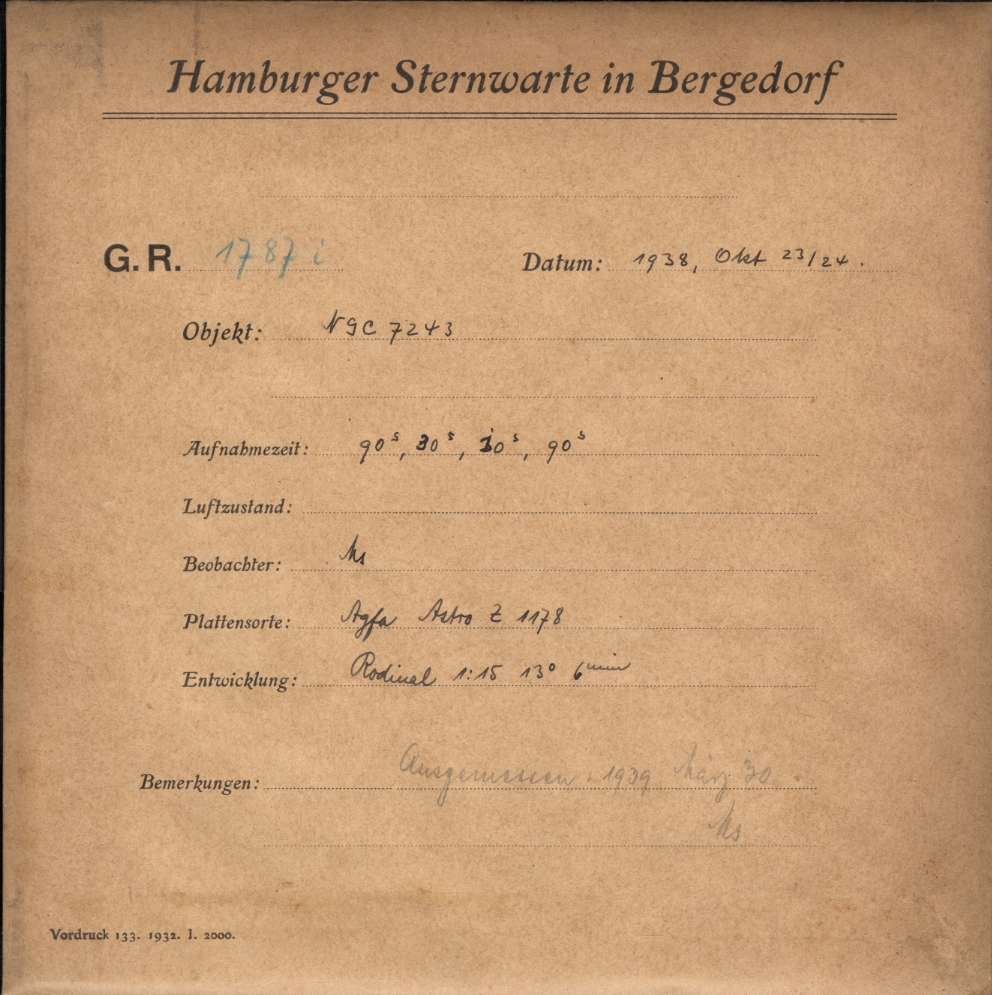 Hamburger Sternwarte in Bergedorf
G. R. 1787 i Datum: 1938, Okt 23/24.
Objekt: NGC 7243
Aufnahmezeit: 90ˢ, 30ˢ, 10ˢ, 90ˢ
Luftzustand:
Beobachter: Ms
Plattensorte: Agfa Astro Z 1178
Entwicklung: Rodinal 1:15 13° 6ᵐⁱⁿ
Bemerkungen: Ausgemessen 1939 März 30
Ms
Vordruck 133. 1932. I. 2000.